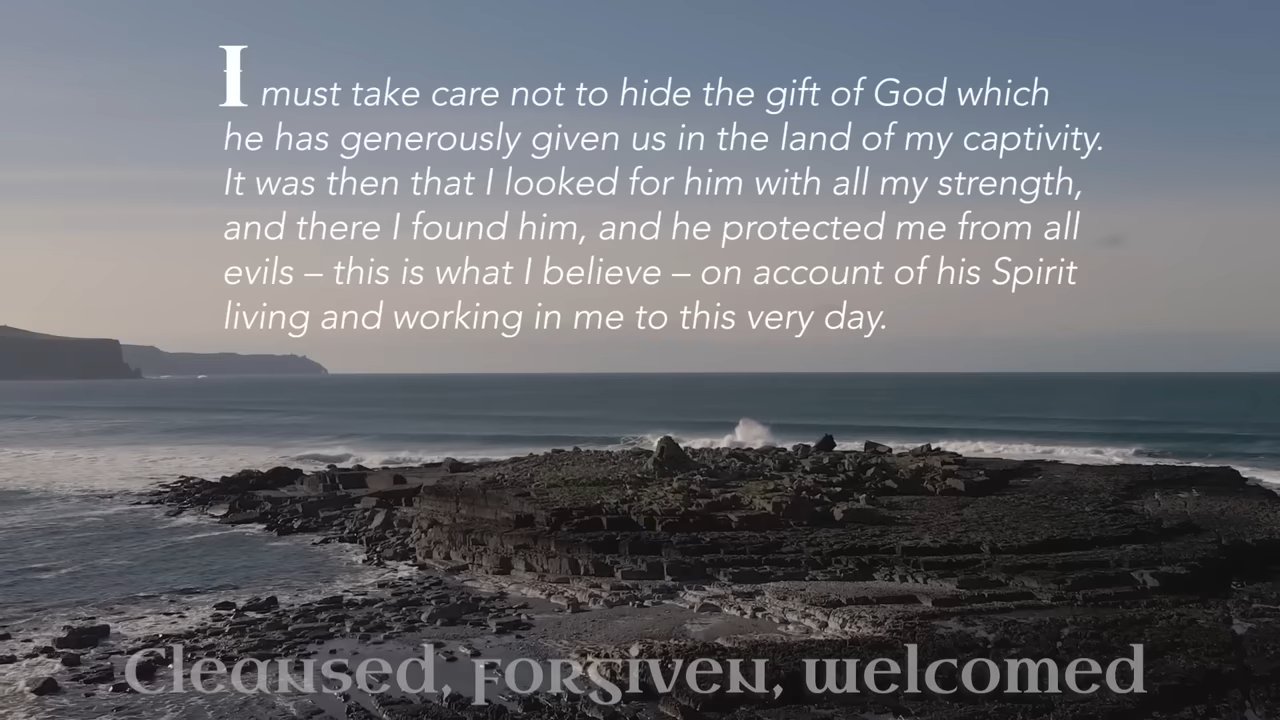 I must take care not to hide the gift of God which
he has generously given us in the land of my captivity.
It was then that I looked for him with all my strength,
and there I found him, and he protected me from all
evils – this is what I believe – on account of his Spirit
living and working in me to this very day.
Cleansed, forgiven, welcomed